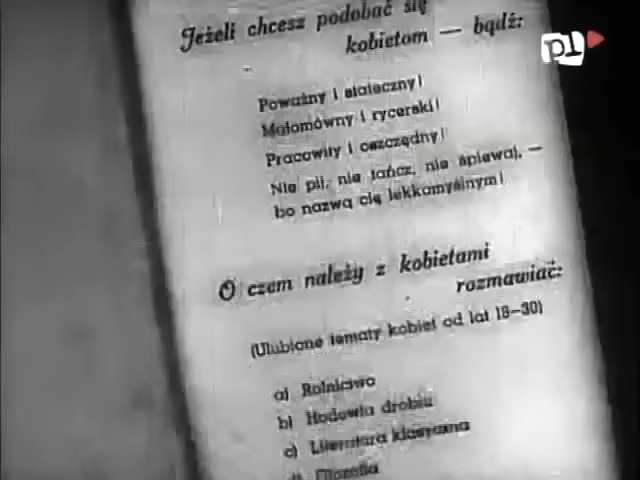 Jeżeli chcesz podobać się
kobietom — bądź:
p1
Poważny i stateczny!
Małomówny i rycerski!
Pracowity i oszczędny!
Nie pij, nie tańcz, nie śpiewaj, —
bo nazwą cię lekkomyślnym!
O czem należy z kobietami
rozmawiać:
(Ulubione tematy kobiet od lat 18—30)
a) Rolnictwo
b) Hodowla drobiu
c) Literatura klasyczna
d) Filozofia